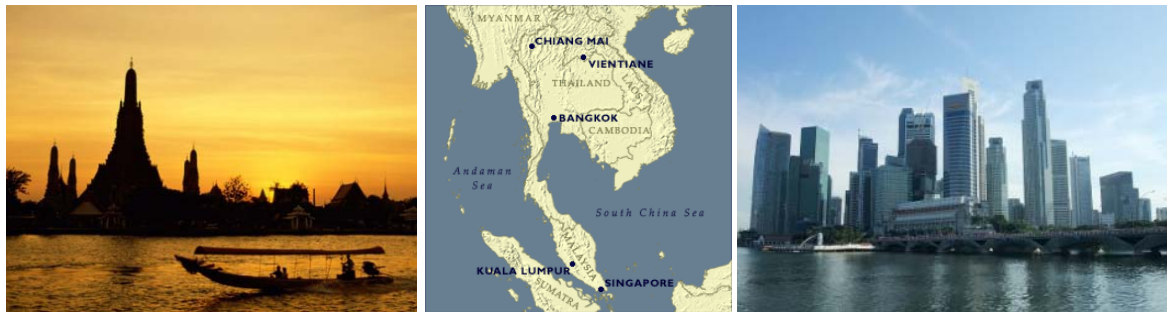 MYANMAR
CHIANG MAI
VIENTIANE
THAILAND
LAOS
BANGKOK
CAMBODIA
Andaman
Sea
South China Sea
MALAYSIA
KUALA LUMPUR
SINGAPORE
SUMATRA